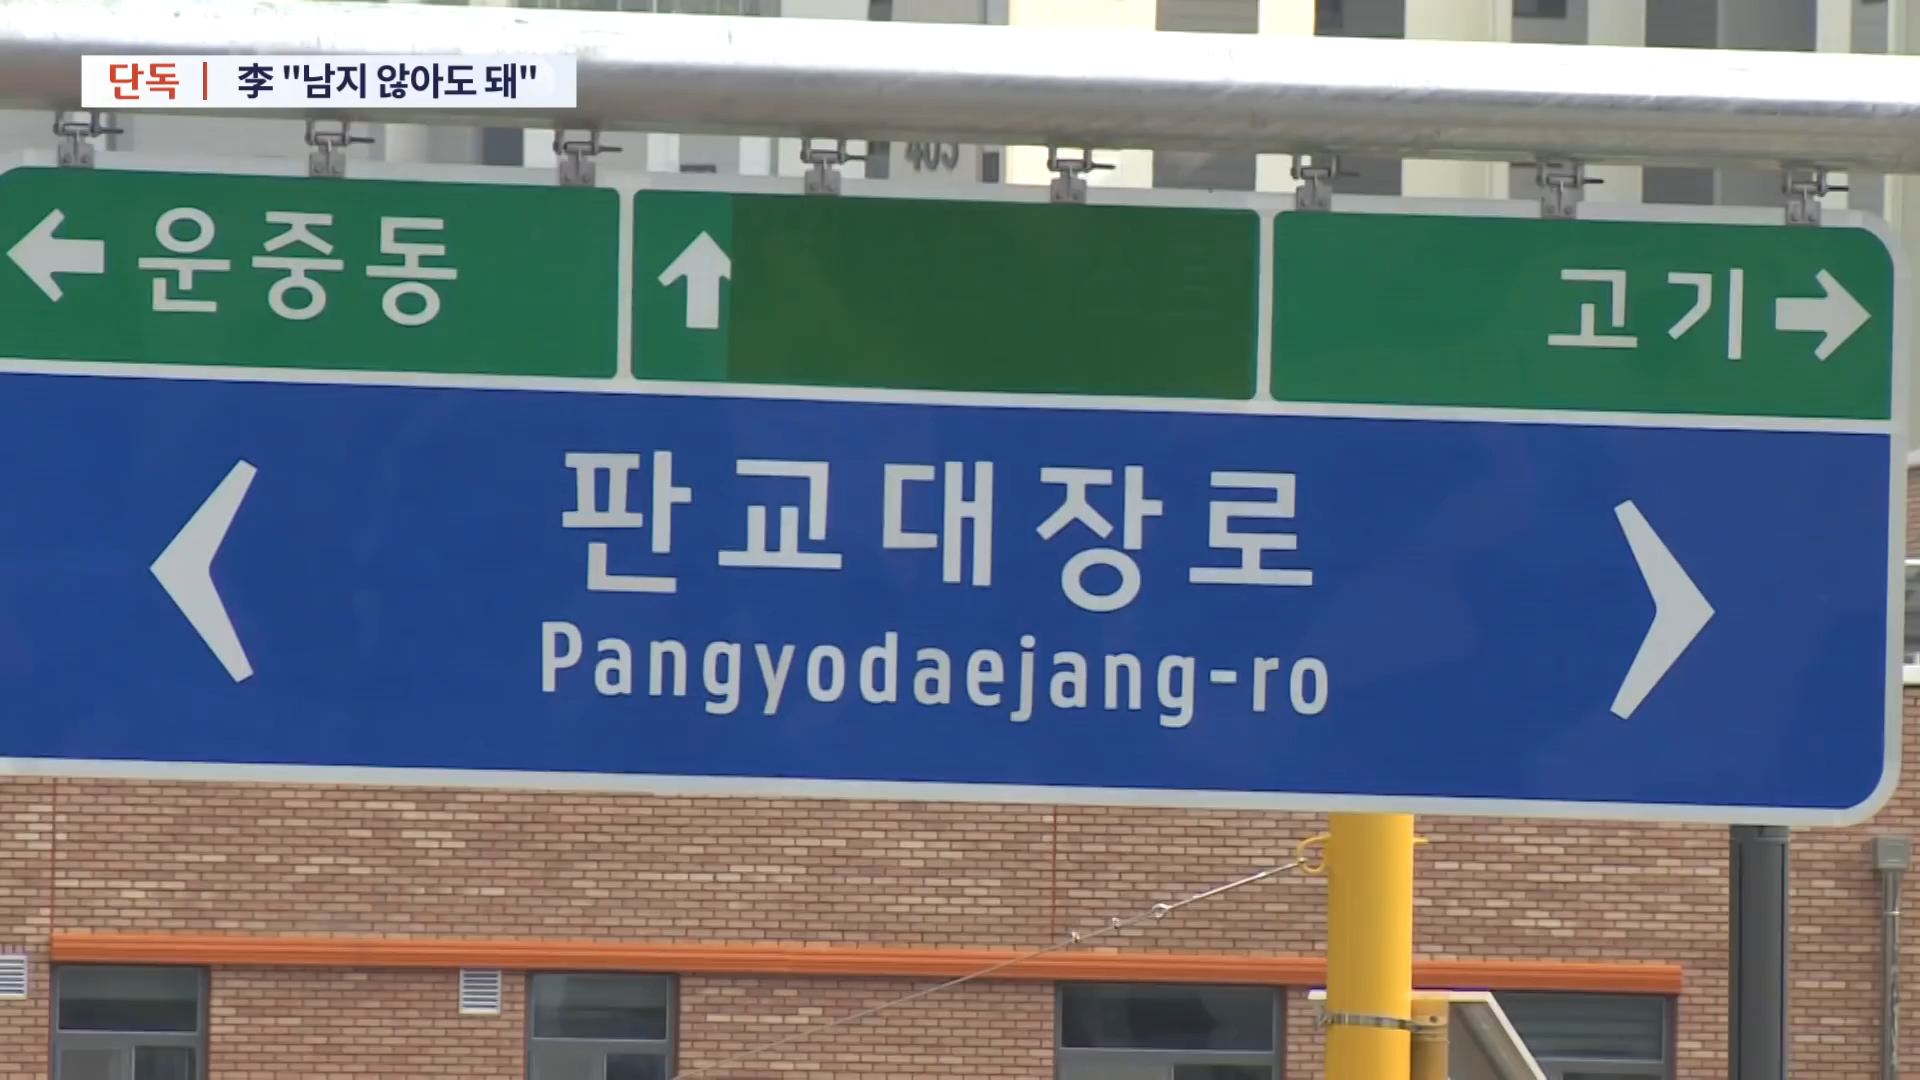 단독 | 李 "남지 않아도 돼"
405
운중동
고기
판교대장로
Pangyodaejang-ro